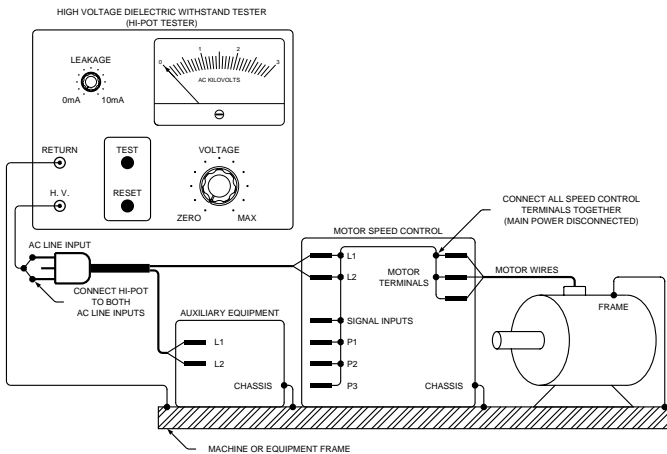 HIGH VOLTAGE DIELECTRIC WITHSTAND TESTER
(HI-POT TESTER)
LEAKAGE
0mA 10mA
0 1 2 3
AC KILOVOLTS
RETURN
TEST
VOLTAGE
H. V.
RESET
ZERO MAX
CONNECT ALL SPEED CONTROL
TERMINALS TOGETHER
(MAIN POWER DISCONNECTED)
MOTOR SPEED CONTROL
AC LINE INPUT
CONNECT HI-POT
TO BOTH
AC LINE INPUTS
L1
L2
MOTOR
TERMINALS
MOTOR WIRES
FRAME
AUXILIARY EQUIPMENT
L1
L2
CHASSIS
SIGNAL INPUTS
P1
P2
P3
CHASSIS
MACHINE OR EQUIPMENT FRAME